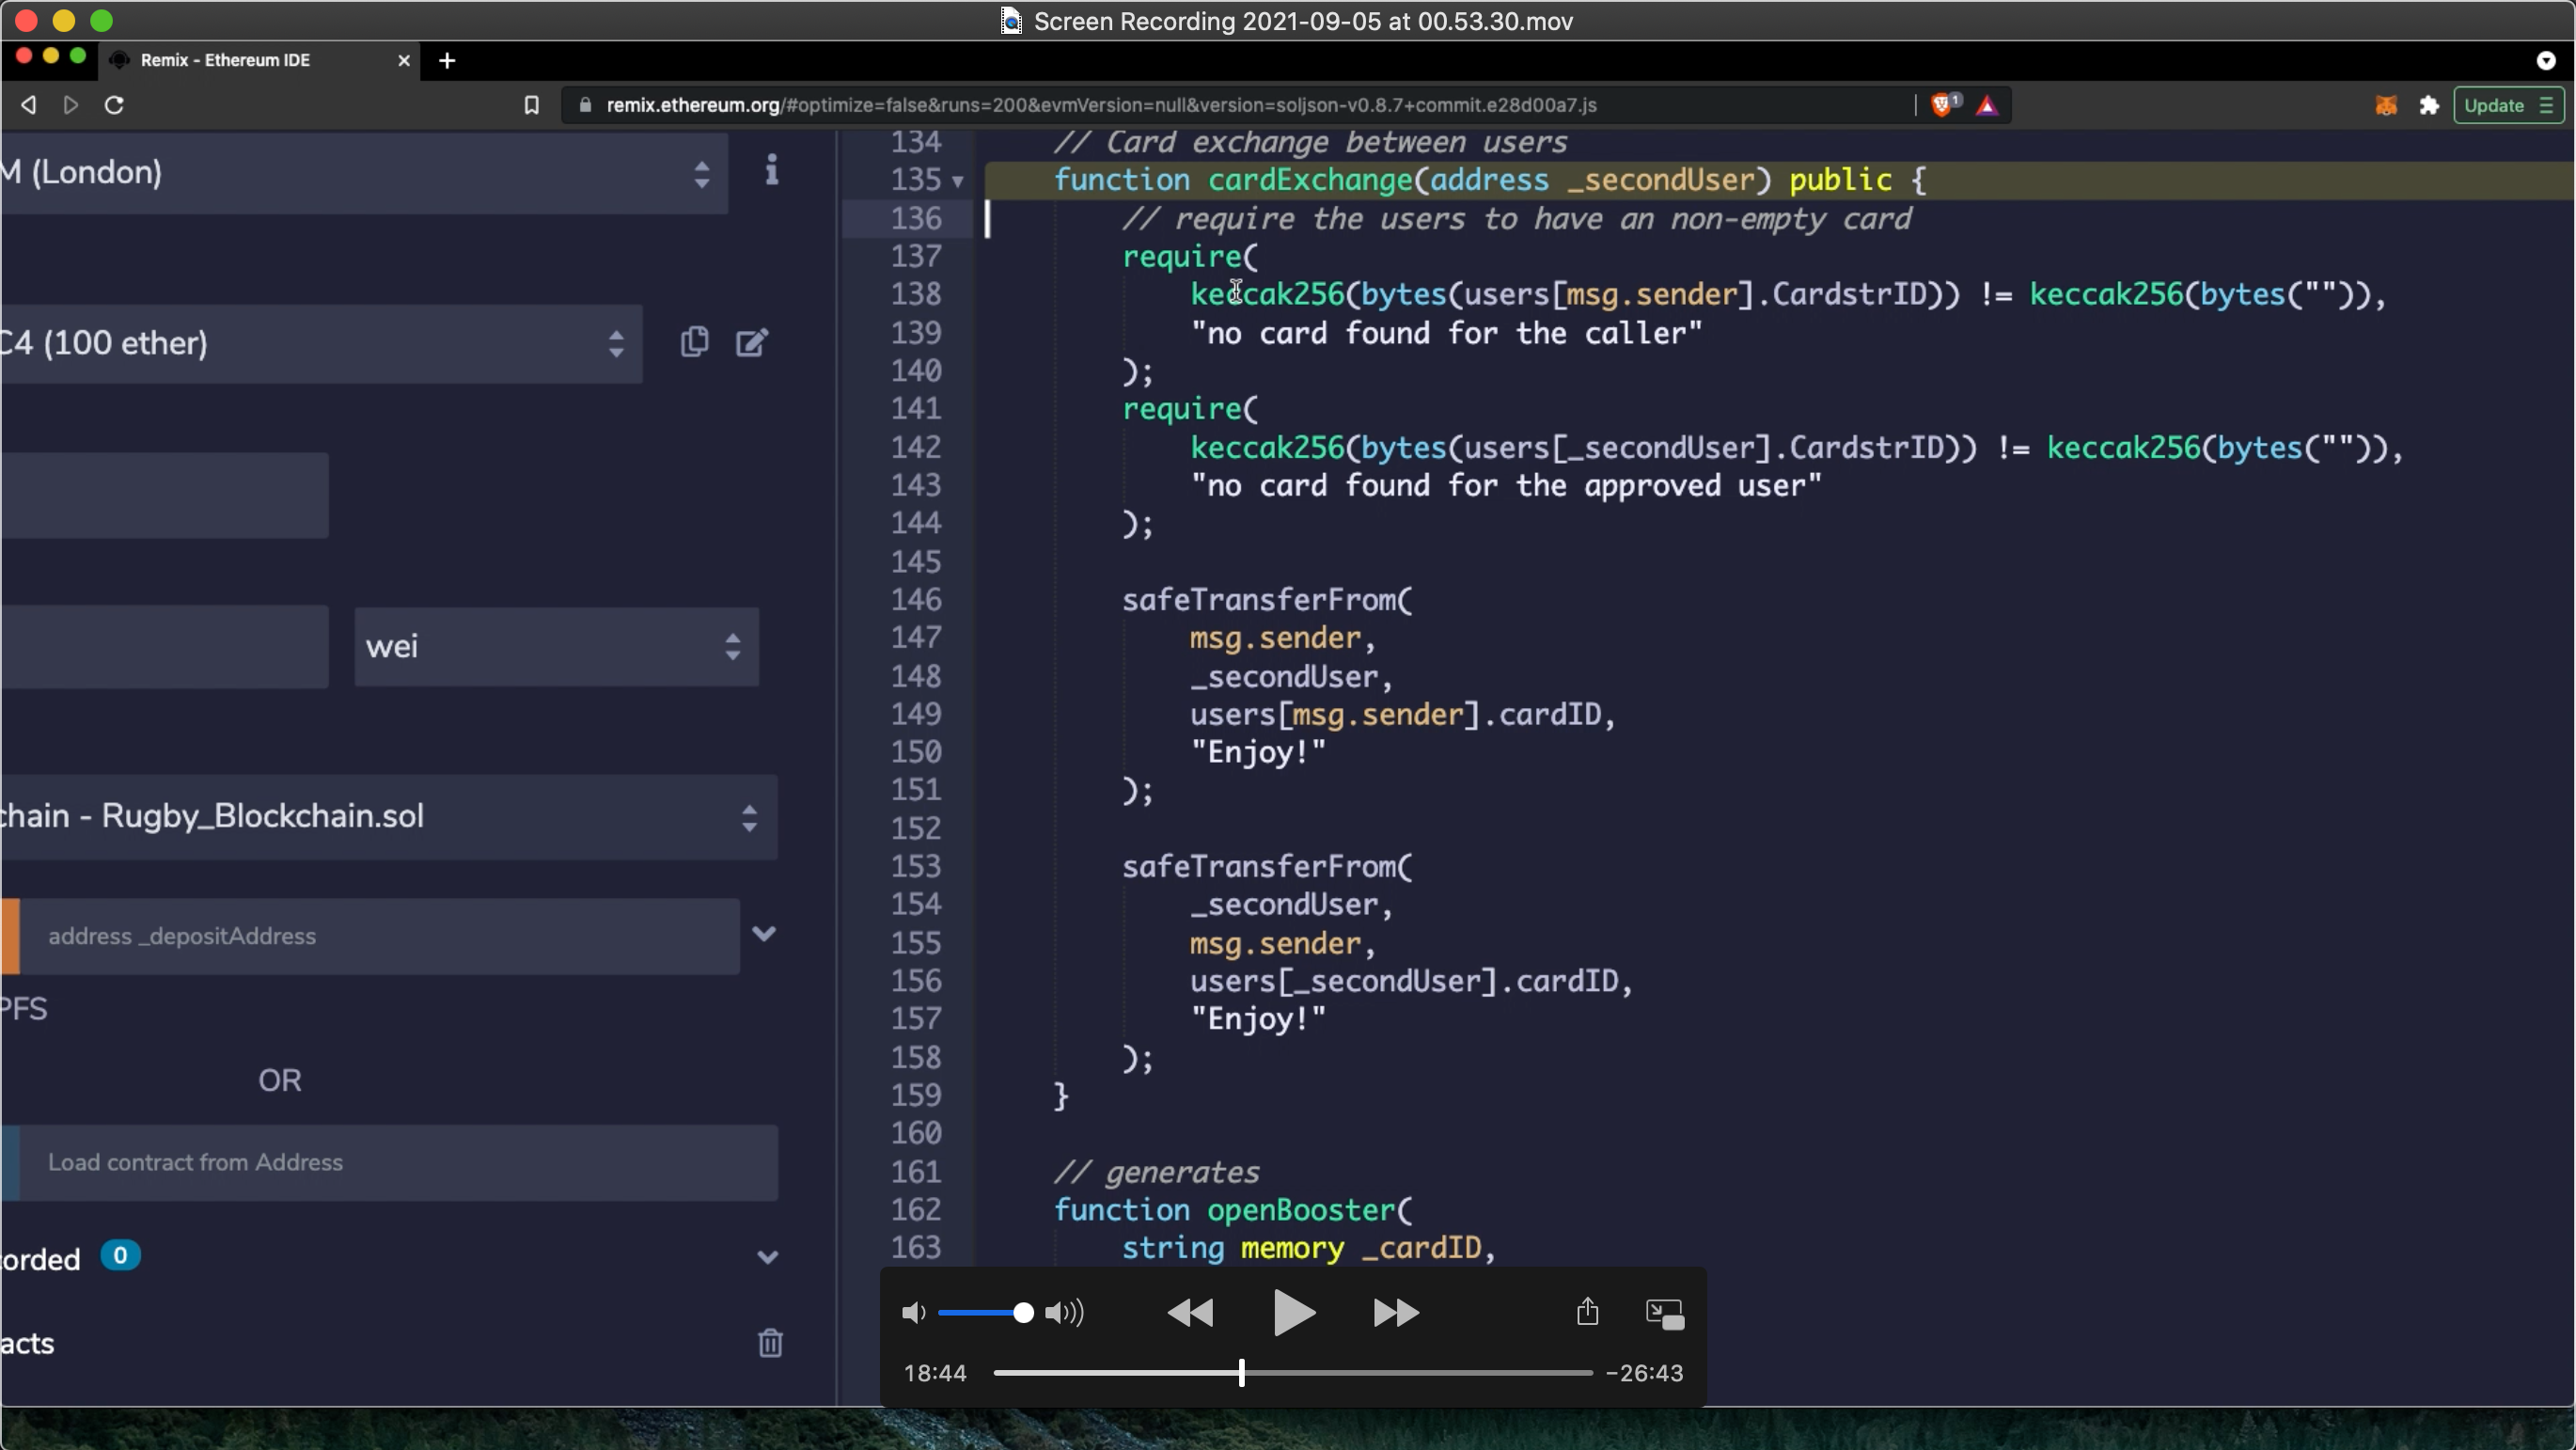 Screen Recording 2021-09-05 at 00.53.30.mov
Remix - Ethereum IDE
remix.ethereum.org/#optimize=false&runs=200&evmVersion=null&version=soljson-v0.8.7+commit.e28d00a7.js
1
Update
M (London)
C4 (100 ether)
wei
chain - Rugby_Blockchain.sol
address _depositAddress
PFS
OR
Load contract from Address
corded 0
acts
134 // Card exchange between users
135 function cardExchange(address _secondUser) public {
136 // require the users to have an non-empty card
137 require(
138 keccak256(bytes(users[msg.sender].CardstrID)) != keccak256(bytes("")),
139 "no card found for the caller"
140 );
141 require(
142 keccak256(bytes(users[_secondUser].CardstrID)) != keccak256(bytes("")),
143 "no card found for the approved user"
144 );
145
146 safeTransferFrom(
147 msg.sender,
148 _secondUser,
149 users[msg.sender].cardID,
150 "Enjoy!"
151 );
152
153 safeTransferFrom(
154 _secondUser,
155 msg.sender,
156 users[_secondUser].cardID,
157 "Enjoy!"
158 );
159 }
160
161 // generates
162 function openBooster(
163 string memory _cardID,
18:44
-26:43